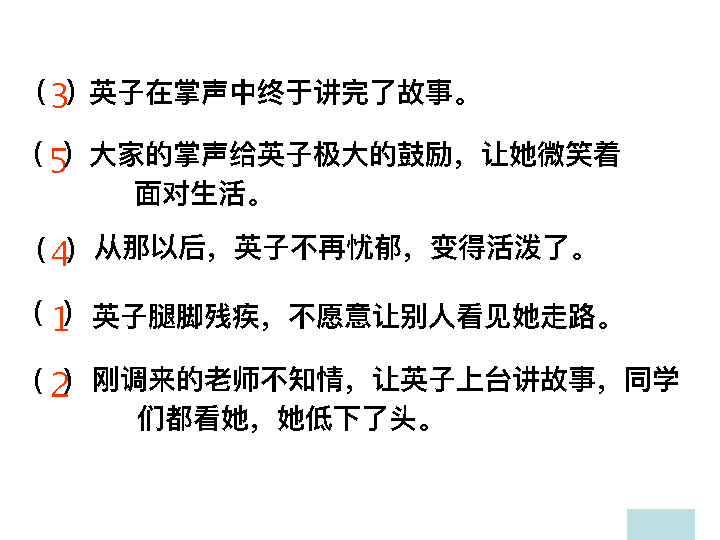 (3) 英子在掌声中终于讲完了故事。
(5) 大家的掌声给英子极大的鼓励，让她微笑着
面对生活。
(4) 从那以后，英子不再忧郁，变得活泼了。
(1) 英子腿脚残疾，不愿意让别人看见她走路。
(2) 刚调来的老师不知情，让英子上台讲故事，同学
们都看她，她低下了头。